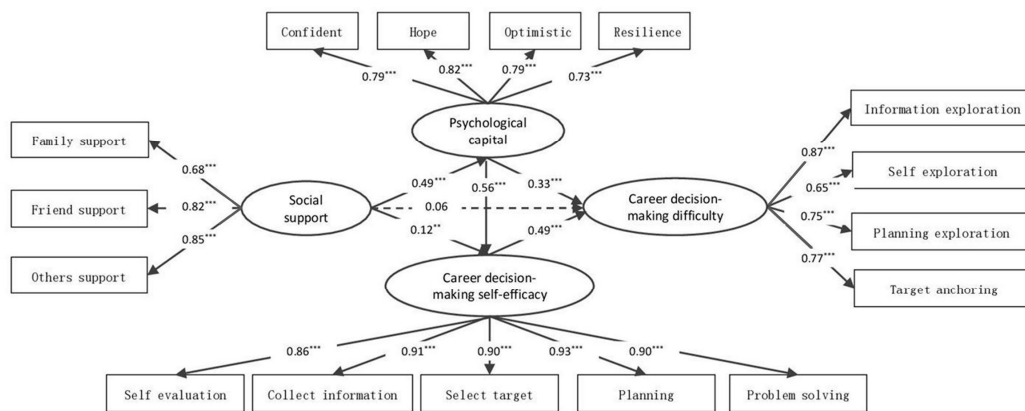 Confident
Hope
Optimistic
Resilience
0.79***
0.82***
0.79***
0.73***
Psychological
capital
Information exploration
Family support
0.87***
0.68***
Self exploration
0.49***
0.56***
0.33***
0.65***
Friend support
0.82***
Social
support
0.06
Career decision-
making difficulty
0.75***
Planning exploration
0.85***
0.12**
0.49***
0.77***
Others support
Career decision-
making self-efficacy
Target anchoring
0.86***
0.91***
0.90***
0.93***
0.90***
Self evaluation
Collect information
Select target
Planning
Problem solving